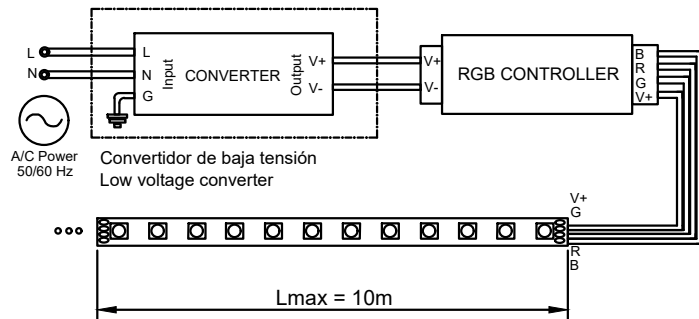 L
N
L
N
G
Input
CONVERTER
Output
V+
V-
V+
V-
RGB CONTROLLER
B
R
G
V+
A/C Power
50/60 Hz
Convertidor de baja tensión
Low voltage converter
V+
G
R
B
Lmax = 10m